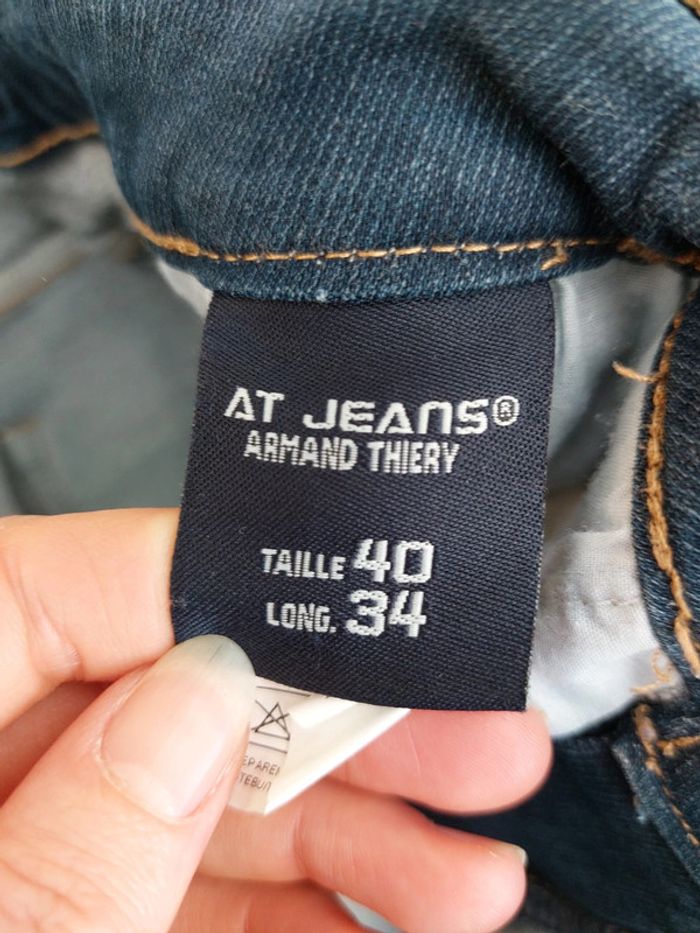 AT JEANS®
ARMAND THIERY
TAILLE 40
LONG. 34